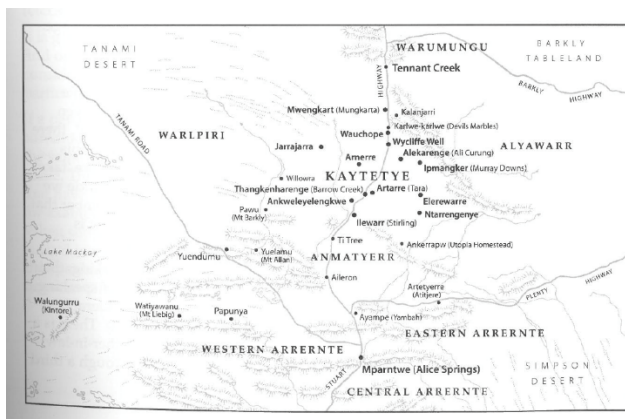 WARUMUNGU
TANAMI
DESERT
BARKLY
TABLELAND
Tennant Creek
HIGHWAY
BARKLY
HIGHWAY
TANAMI ROAD
Mwengkart (Mungkarta)
Kalanjarri
WARLPIRI
Karlwe-karlwe (Devils Marbles)
Wauchope
Wycliffe Well
ALYAWARR
Jarrajarra
Alekarenge (Ali Curung)
Amerre
Ipmangker (Murray Downs)
KAYTETYE
Willowra
Thangkenharenge (Barrow Creek)
Artarre (Tara)
Elerewarre
Ankweleyelengkwe
Pawu
(Mt Barkly)
Ilewarr (Stirling)
Ntarrengenye
Ti Tree
Ankerrapw (Utopia Homestead)
Lake Mackay
Yuendumu
Yuelamu
(Mt Allan)
ANMATYERR
Aileron
Walungurru
(Kintore)
Artetyerra
(Atitjere)
PLENTY
HIGHWAY
Watiyawanu
(Mt Liebig)
Papunya
Ayampe (Yambah)
EASTERN ARRERNTE
WESTERN ARRERNTE
STUART
Mparntwe (Alice Springs)
SIMPSON
DESERT
CENTRAL ARRERNTE